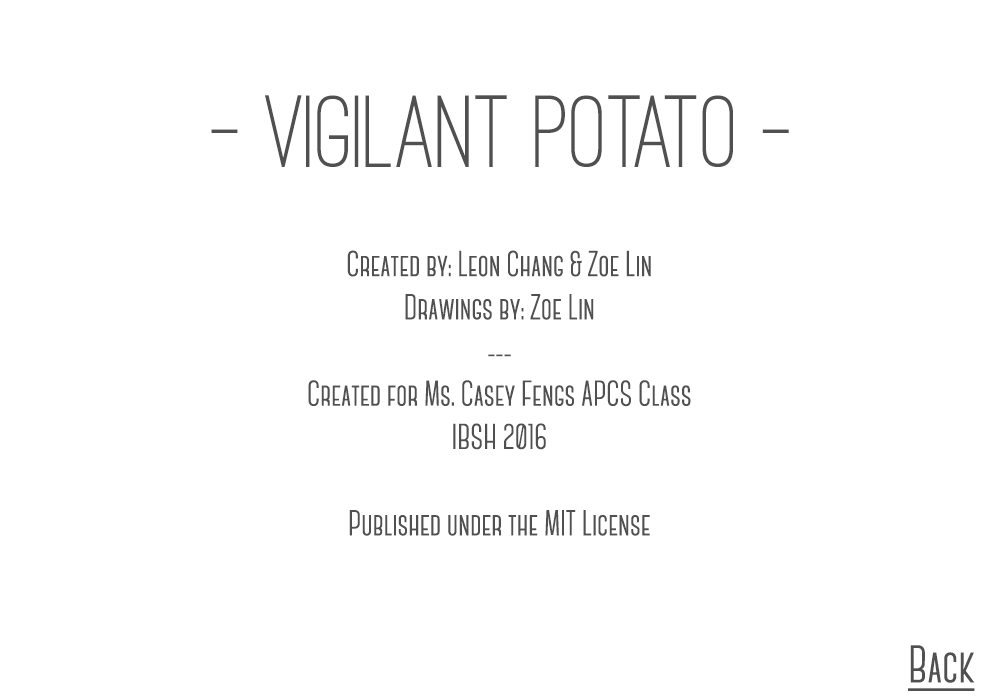 - VIGILANT POTATO -
Created by: Leon Chang & Zoe Lin
Drawings by: Zoe Lin
---
Created for Ms. Casey Fengs APCS Class
IBSH 2016
Published under the MIT License
Back